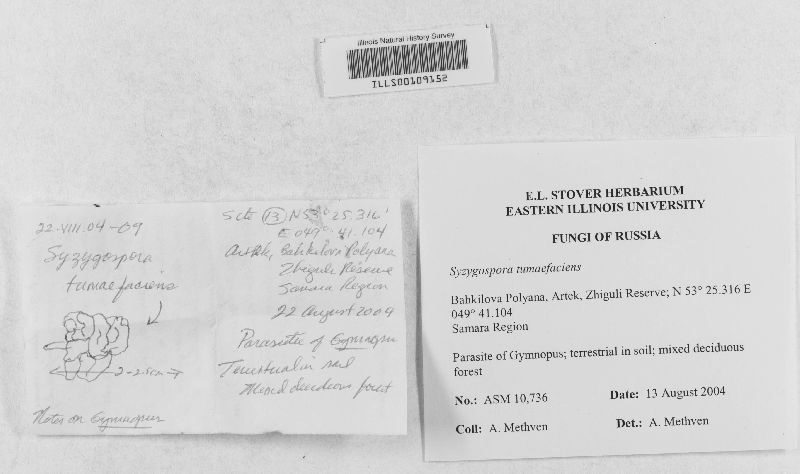 Illinois Natural History Survey
ILLS00109152
22-VIII.04-09
Syzygospora
tumaefaciens
2-2.5cm
Notes on Gymnopus
Site 13 N53° 25.316'
E 049° 41.104
Artek, Bahkilova Polyana
Zhiguli Reserve
Samara Region
22 August 2004
Parasite of Gymnopus
Terrestrial in soil
Mixed deciduous forest
E.L. STOVER HERBARIUM
EASTERN ILLINOIS UNIVERSITY
FUNGI OF RUSSIA
Syzygospora tumaefaciens
Bahkilova Polyana, Artek, Zhiguli Reserve; N 53° 25.316 E
049° 41.104
Samara Region
Parasite of Gymnopus; terrestrial in soil; mixed deciduous
forest
No.: ASM 10,736 Date: 13 August 2004
Coll: A. Methven Det.: A. Methven